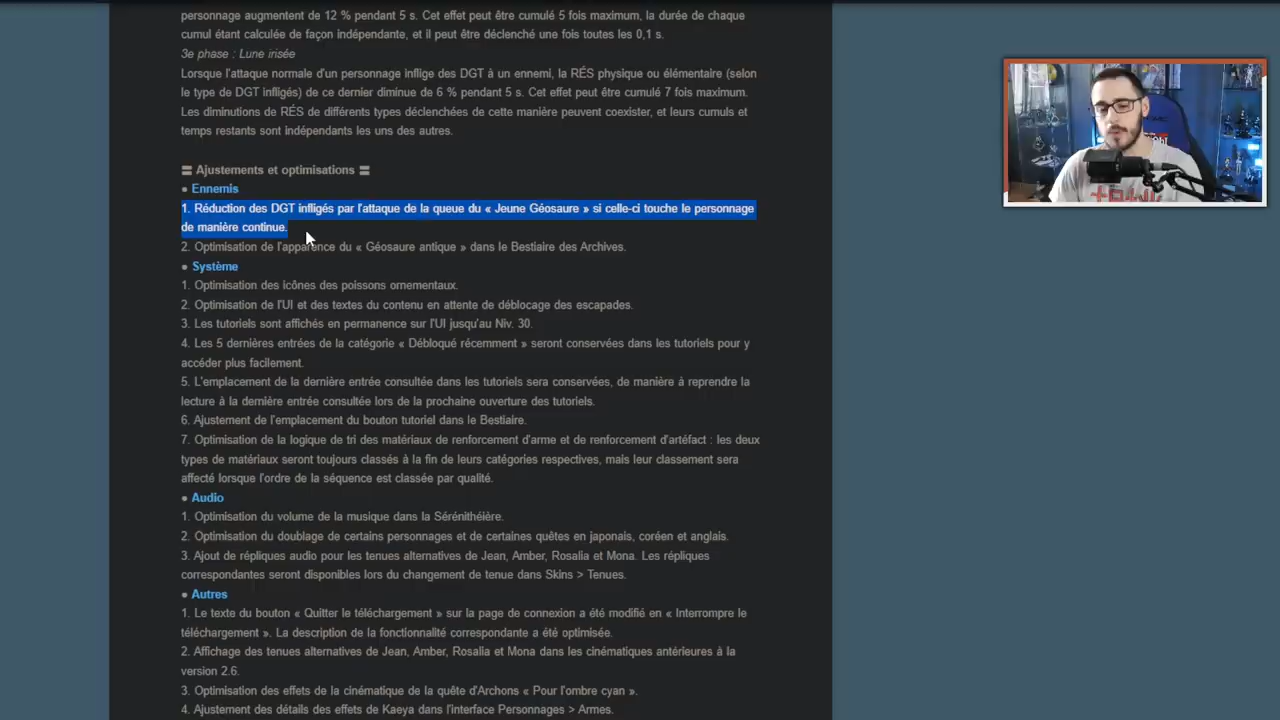 personnage augmentent de 12 % pendant 5 s. Cet effet peut être cumulé 5 fois maximum, la durée de chaque
cumul étant calculée de façon indépendante, et il peut être déclenché une fois toutes les 0,1 s.
3e phase : Lune irisée
Lorsque l'attaque normale d'un personnage inflige des DGT à un ennemi, la RÉS physique ou élémentaire (selon
le type de DGT infligés) de ce dernier diminue de 6 % pendant 5 s. Cet effet peut être cumulé 7 fois maximum.
Les diminutions de RÉS de différents types déclenchées de cette manière peuvent coexister, et leurs cumuls et
temps restants sont indépendants les uns des autres.
〓 Ajustements et optimisations 〓
● Ennemis
1. Réduction des DGT infligés par l'attaque de la queue du « Jeune Géosaure » si celle-ci touche le personnage
de manière continue.
2. Optimisation de l'apparence du « Géosaure antique » dans le Bestiaire des Archives.
● Système
1. Optimisation des icônes des poissons ornementaux.
2. Optimisation de l'UI et des textes du contenu en attente de déblocage des escapades.
3. Les tutoriels sont affichés en permanence sur l'UI jusqu'au Niv. 30.
4. Les 5 dernières entrées de la catégorie « Débloqué récemment » seront conservées dans les tutoriels pour y
accéder plus facilement.
5. L'emplacement de la dernière entrée consultée dans les tutoriels sera conservées, de manière à reprendre la
lecture à la dernière entrée consultée lors de la prochaine ouverture des tutoriels.
6. Ajustement de l'emplacement du bouton tutoriel dans le Bestiaire.
7. Optimisation de la logique de tri des matériaux de renforcement d'arme et de renforcement d'artéfact : les deux
types de matériaux seront toujours classés à la fin de leurs catégories respectives, mais leur classement sera
affecté lorsque l'ordre de la séquence est classée par qualité.
● Audio
1. Optimisation du volume de la musique dans la Sérénithéière.
2. Optimisation du doublage de certains personnages et de certaines quêtes en japonais, coréen et anglais.
3. Ajout de répliques audio pour les tenues alternatives de Jean, Amber, Rosalia et Mona. Les répliques
correspondantes seront disponibles lors du changement de tenue dans Skins > Tenues.
● Autres
1. Le texte du bouton « Quitter le téléchargement » sur la page de connexion a été modifié en « Interrompre le
téléchargement ». La description de la fonctionnalité correspondante a été optimisée.
2. Affichage des tenues alternatives de Jean, Amber, Rosalia et Mona dans les cinématiques antérieures à la
version 2.6.
3. Optimisation des effets de la cinématique de la quête d'Archons « Pour l'ombre cyan ».
4. Ajustement des détails des effets de Kaeya dans l'interface Personnages > Armes.